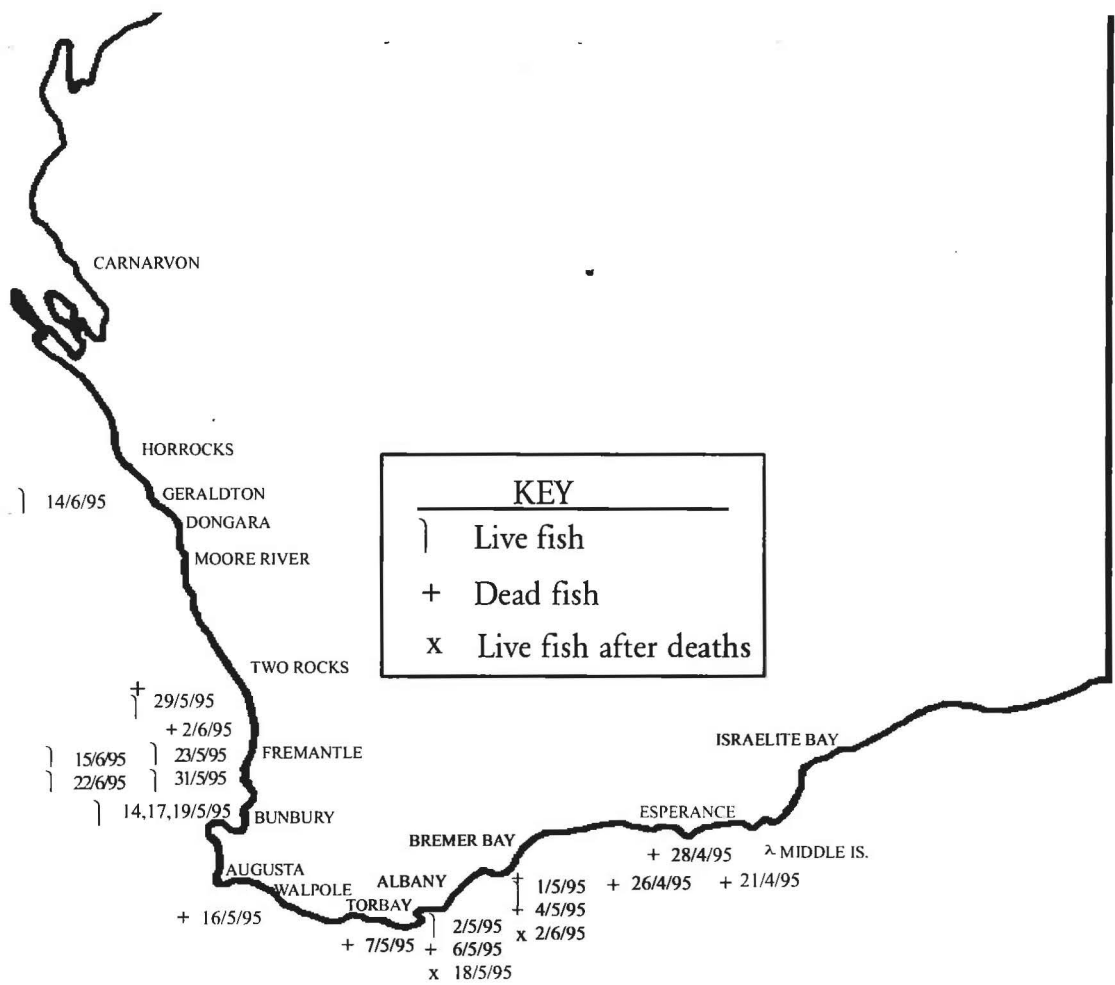 CARNARVON
HORROCKS
GERALDTON
⎫ 14/6/95
DONGARA
MOORE RIVER
KEY
⎫ Live fish
+ Dead fish
x Live fish after deaths
TWO ROCKS
+
⎫ 29/5/95
+ 2/6/95
FREMANTLE
⎫ 15/6/95 ⎫ 23/5/95
⎫ 22/6/95 ⎫ 31/5/95
⎫ 14,17,19/5/95 BUNBURY
ISRAELITE BAY
ESPERANCE
BREMER BAY
+ 28/4/95 λ MIDDLE IS.
AUGUSTA
ALBANY
WALPOLE
+ 1/5/95 + 26/4/95 + 21/4/95
TORBAY
+ 16/5/95
+ 4/5/95
⎫ 2/5/95 x 2/6/95
+ 7/5/95 + 6/5/95
x 18/5/95